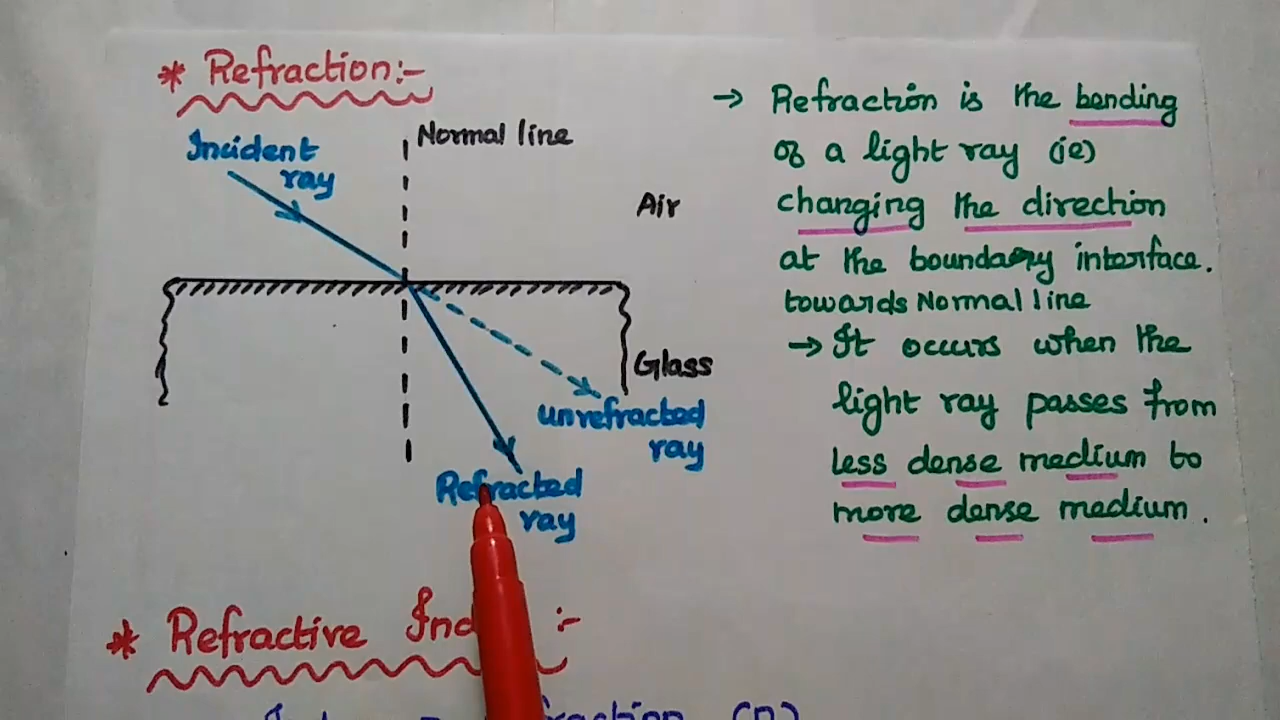 * Refraction:-
Normal line
Incident
ray
Air
Glass
unrefracted
ray
Refracted
ray
→ Refraction is the bending
of a light ray (ie)
changing the direction
at the boundary interface.
towards Normal line
→ It occurs when the
light ray passes from
less dense medium to
more dense medium.
* Refractive :-
(n)